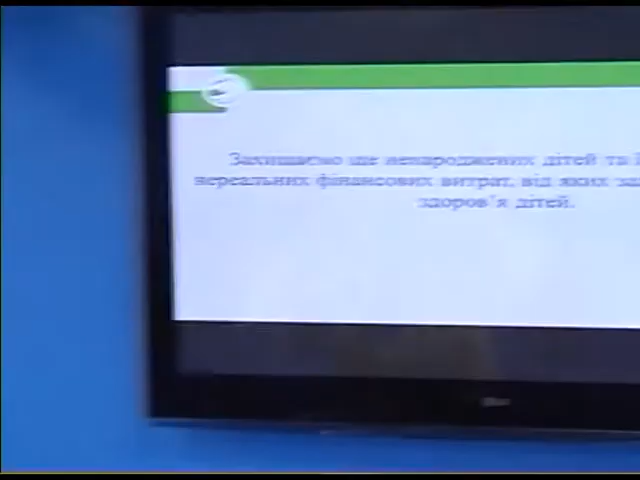 Захищаємо ще ненароджених дітей та
нереальних фінансових витрат, від яких
здоров'я дітей.